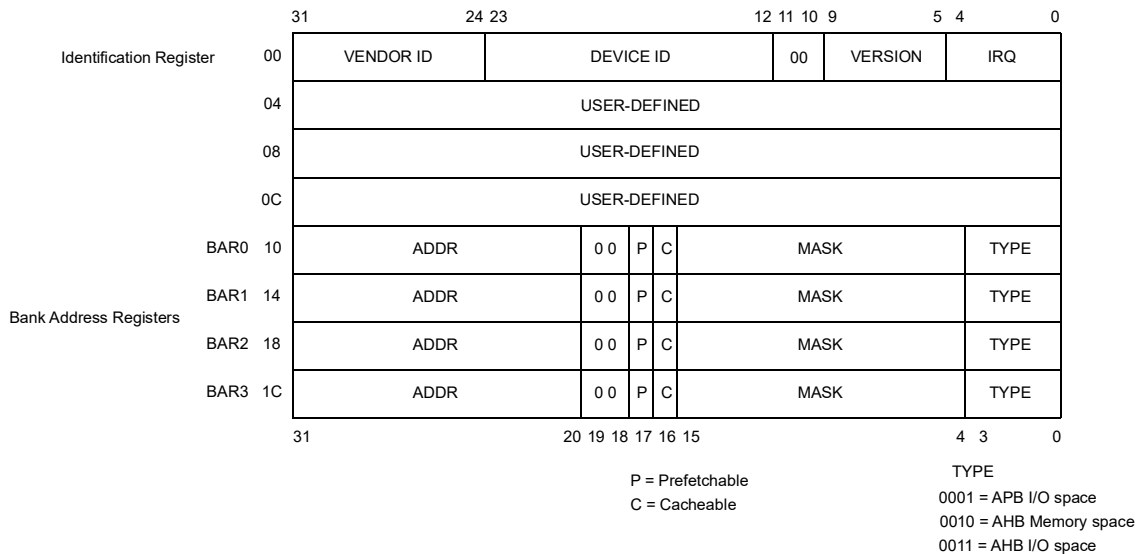 31 24 23 12 11 10 9 5 4 0
Identification Register 00 VENDOR ID DEVICE ID 00 VERSION IRQ
04 USER-DEFINED
08 USER-DEFINED
0C USER-DEFINED
BAR0 10 ADDR 0 0 P C MASK TYPE
BAR1 14 ADDR 0 0 P C MASK TYPE
Bank Address Registers
BAR2 18 ADDR 0 0 P C MASK TYPE
BAR3 1C ADDR 0 0 P C MASK TYPE
31 20 19 18 17 16 15 4 3 0
P = Prefetchable
C = Cacheable
TYPE
0001 = APB I/O space
0010 = AHB Memory space
0011 = AHB I/O space